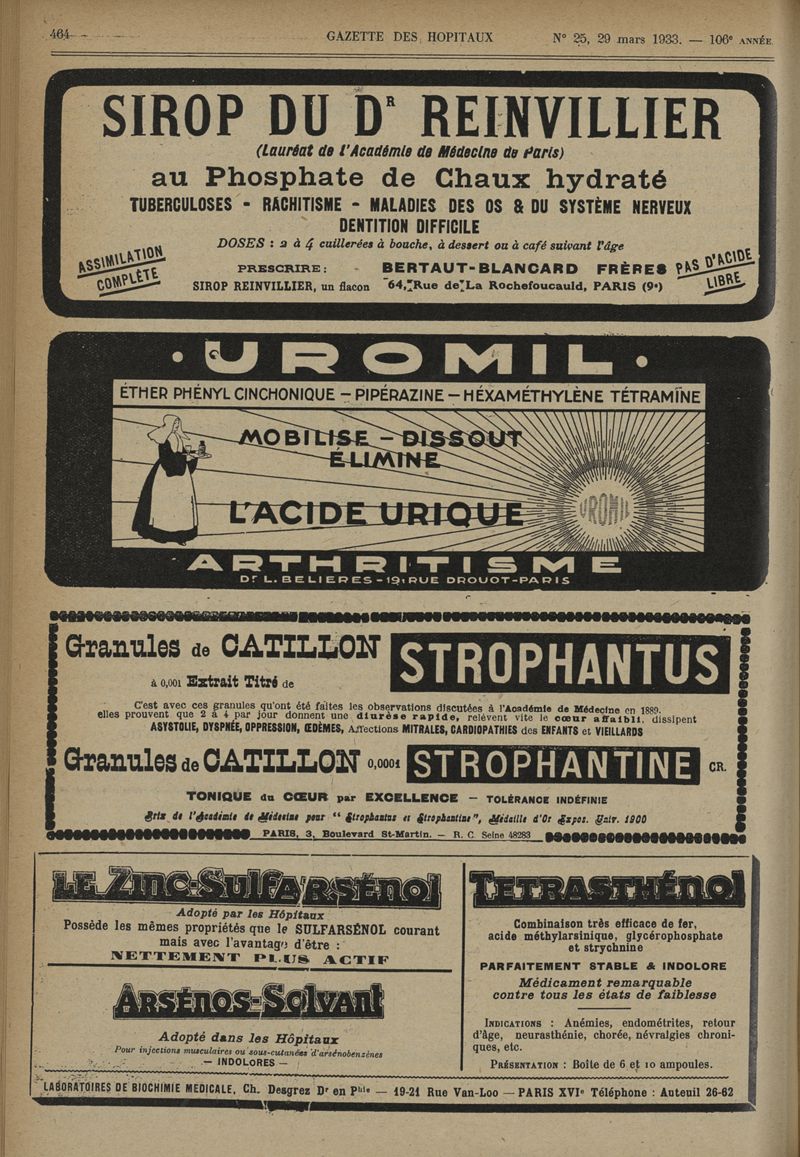 464
GAZETTE DES HOPITAUX
N° 25, 29 mars 1933. — 106e ANNÉE
SIROP DU DR REINVILLIER
(Lauréat de l'Académie de Médecine de Paris)
au Phosphate de Chaux hydraté
TUBERCULOSES - RACHITISME - MALADIES DES OS & DU SYSTÈME NERVEUX
DENTITION DIFFICILE
DOSES : 2 à 4 cuillerées à bouche, à dessert ou à café suivant l'âge
ASSIMILATION
COMPLÈTE
PRESCRIRE :
SIROP REINVILLIER, un flacon
BERTAUT-BLANCARD FRÈRES
64, Rue de La Rochefoucauld, PARIS (9e)
PAS D'ACIDE
LIBRE
· UROMIL ·
ÉTHER PHÉNYL CINCHONIQUE — PIPÉRAZINE — HÉXAMÉTHYLÈNE TÉTRAMÏNE
MOBILISE — DISSOUT
ÉLIMINE
L'ACIDE URIQUE
UROMIL
ARTHRITISME
Dr L. BELIERES - 19, RUE DROUOT - PARIS
Granules de CATILLON
à 0,001 Extrait Titré de
STROPHANTUS
C'est avec ces granules qu'ont été faites les observations discutées à l'Académie de Médecine en 1889.
elles prouvent que 2 à 4 par jour donnent une diurèse rapide, relèvent vite le cœur affaibli, dissipent
ASYSTOLIE, DYSPNÉE, OPPRESSION, ŒDÈMES, Affections MITRALES, CARDIOPATHIES des ENFANTS et VIEILLARDS
Granules de CATILLON 0,0001 STROPHANTINE CR.
TONIQUE du CŒUR par EXCELLENCE — TOLÉRANCE INDÉFINIE
Prix de l'Académie de Médecine pour "Strophantus et Strophantine", Médaille d'Or Expos. Univ. 1900
PARIS, 3, Boulevard St-Martin. — R. C. Seine 48283
LE ZINC-SULFARSÉNOL
Adopté par les Hôpitaux
Possède les mêmes propriétés que le SULFARSÉNOL courant
mais avec l'avantage d'être :
NETTEMENT PLUS ACTIF
ARSÉNOS-SOLVANT
Adopté dans les Hôpitaux
Pour injections musculaires ou sous-cutanées d'arsénobenzènes
— INDOLORES —
TETRASTHÉNOL
Combinaison très efficace de fer,
acide méthylarsinique, glycérophosphate
et strychnine
PARFAITEMENT STABLE & INDOLORE
Médicament remarquable
contre tous les états de faiblesse
INDICATIONS : Anémies, endométrites, retour
d'âge, neurasthénie, chorée, névralgies chroni-
ques, etc.
PRÉSENTATION : Boîte de 6 et 10 ampoules.
LABORATOIRES DE BIOCHIMIE MEDICALE, Ch. Desgrez Dr en Phie — 19-21 Rue Van-Loo — PARIS XVIe Téléphone : Auteuil 26-62